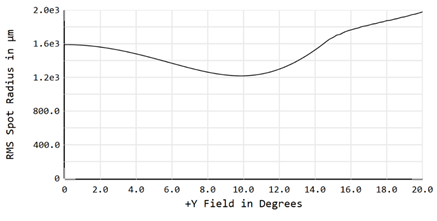 2.0e3
1.6e3
1.2e3
800.0
400.0
0
RMS Spot Radius in µm
0 2.0 4.0 6.0 8.0 10.0 12.0 14.0 16.0 18.0 20.0
+Y Field in Degrees